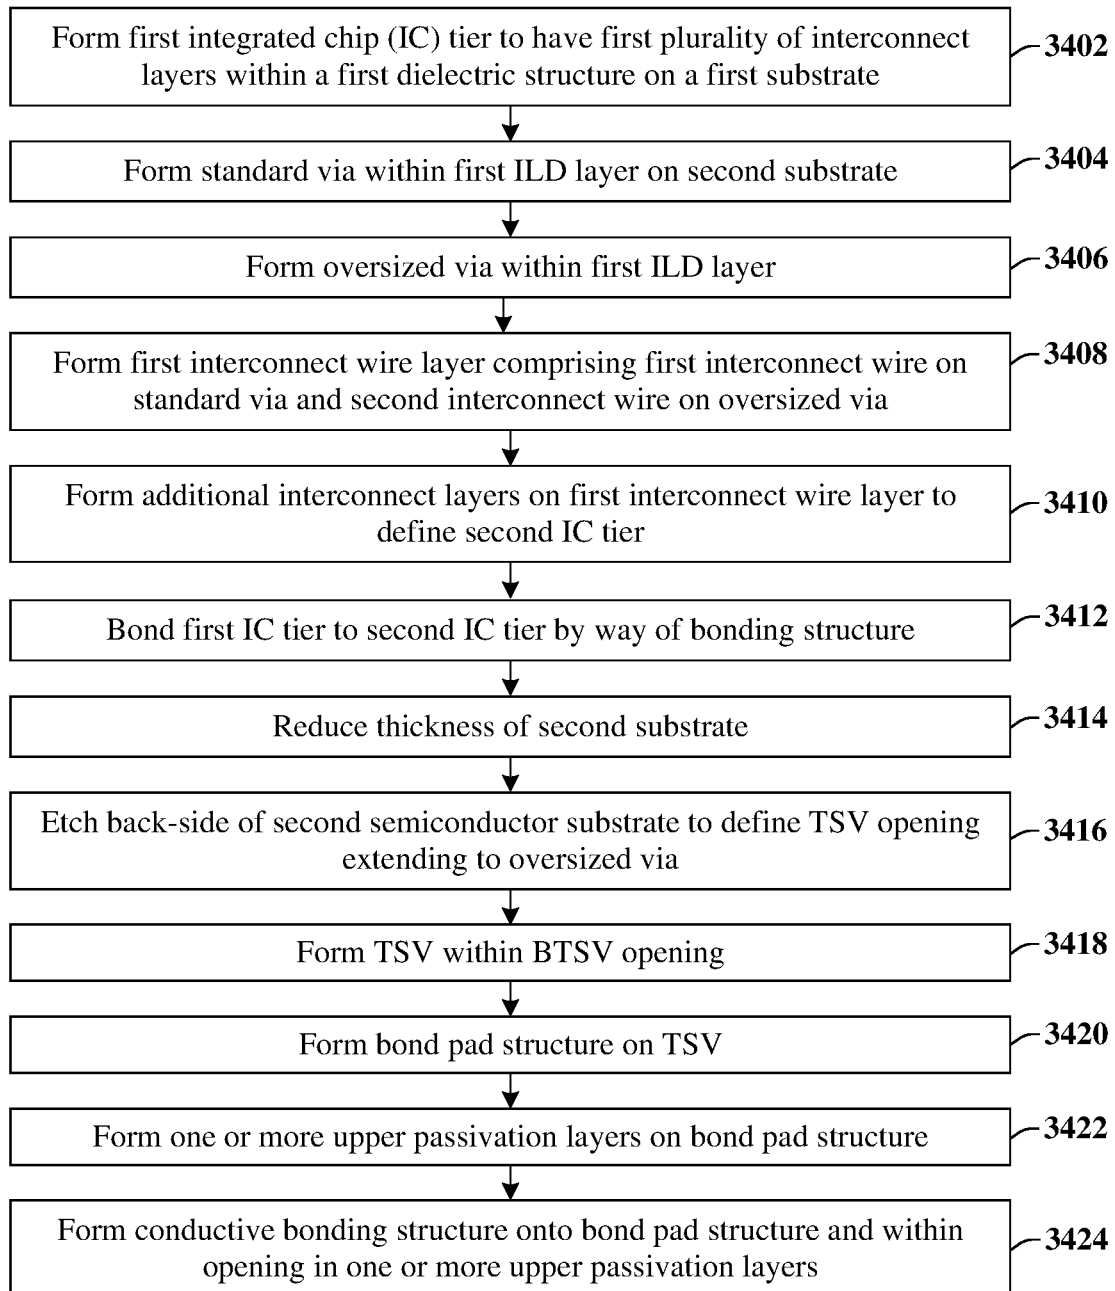 Form first integrated chip (IC) tier to have first plurality of interconnect
layers within a first dielectric structure on a first substrate
3402
Form standard via within first ILD layer on second substrate
3404
Form oversized via within first ILD layer
3406
Form first interconnect wire layer comprising first interconnect wire on
standard via and second interconnect wire on oversized via
3408
Form additional interconnect layers on first interconnect wire layer to
define second IC tier
3410
Bond first IC tier to second IC tier by way of bonding structure
3412
Reduce thickness of second substrate
3414
Etch back-side of second semiconductor substrate to define TSV opening
extending to oversized via
3416
Form TSV within BTSV opening
3418
Form bond pad structure on TSV
3420
Form one or more upper passivation layers on bond pad structure
3422
Form conductive bonding structure onto bond pad structure and within
opening in one or more upper passivation layers
3424